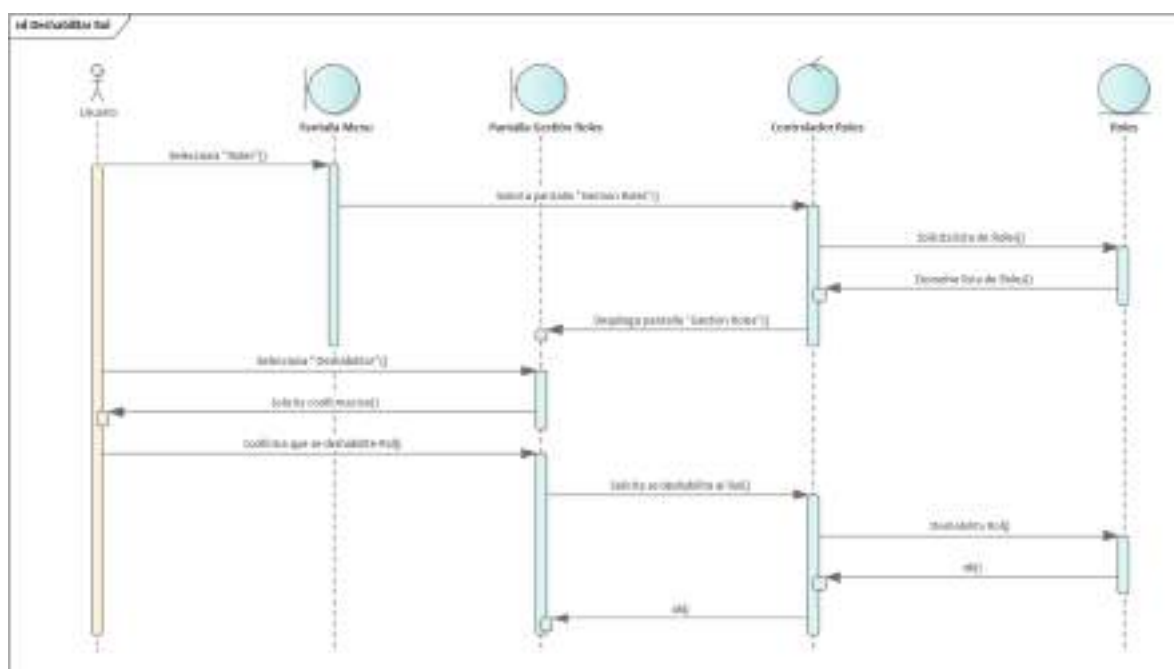 sd Deshabilitar Rol
Usuario
Pantalla Menu
Pantalla Gestión Roles
Controlador Roles
Roles
Selecciona "Roles"()
Solicita pantalla "Gestion Roles"()
Solicita lista de Roles()
Devuelve lista de Roles()
Despliega pantalla "Gestion Roles"()
Selecciona "Deshabilitar"()
Solicita confirmacion()
Confirma que se deshabilite Rol()
Solicita se deshabilite el Rol()
Deshabilita Rol()
ok()
ok()